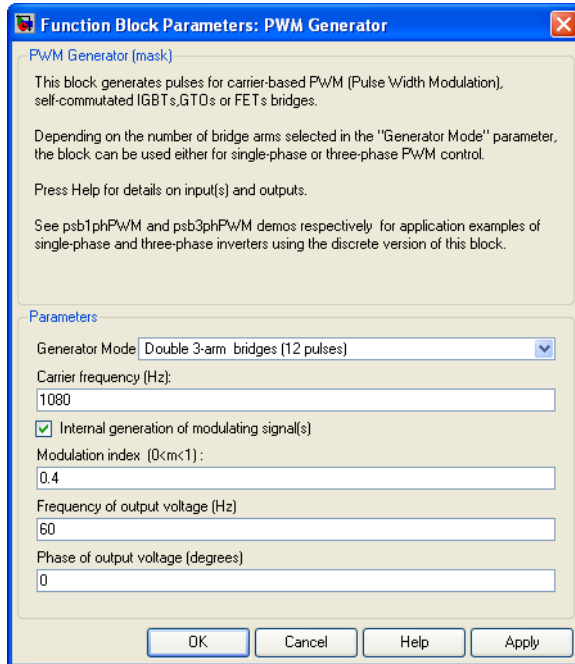 Function Block Parameters: PWM Generator
PWM Generator (mask)
This block generates pulses for carrier-based PWM (Pulse Width Modulation),
self-commutated IGBTs,GTOs or FETs bridges.
Depending on the number of bridge arms selected in the "Generator Mode" parameter,
the block can be used either for single-phase or three-phase PWM control.
Press Help for details on input(s) and outputs.
See psb1phPWM and psb3phPWM demos respectively for application examples of
single-phase and three-phase inverters using the discrete version of this block.
Parameters
Generator Mode Double 3-arm bridges (12 pulses)
Carrier frequency (Hz):
1080
Internal generation of modulating signal(s)
Modulation index (0<m<1) :
0.4
Frequency of output voltage (Hz)
60
Phase of output voltage (degrees)
0
OK Cancel Help Apply